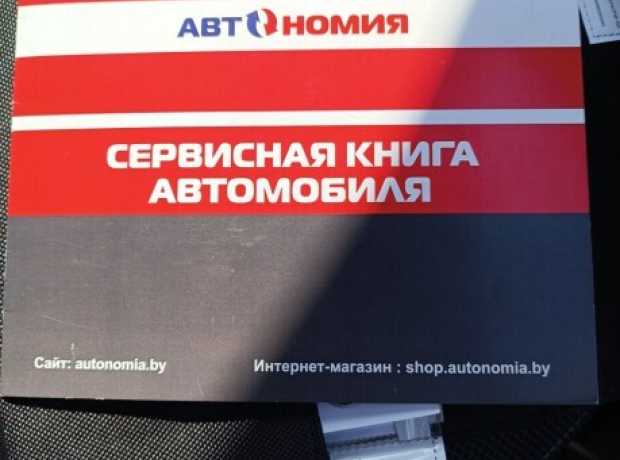 АВТОНОМИЯ
СЕРВИСНАЯ КНИГА
АВТОМОБИЛЯ
Сайт: autonomia.by
Интернет-магазин : shop.autonomia.by